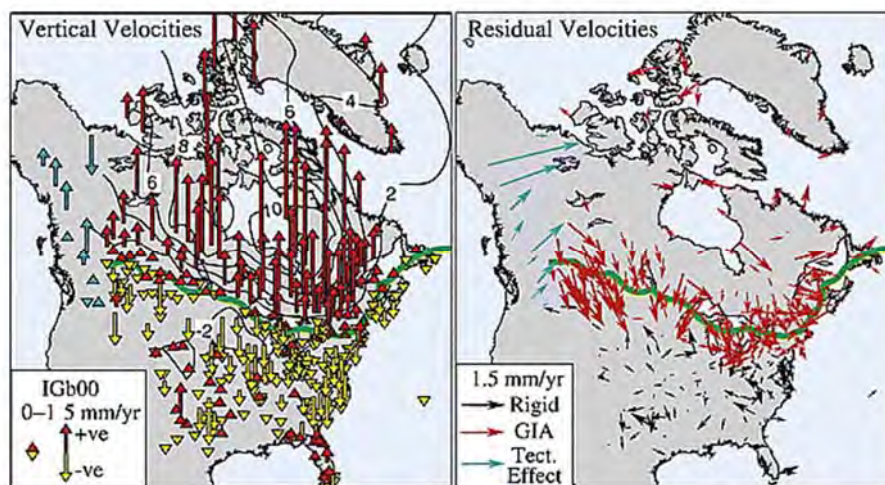 Vertical Velocities
6
4
8
6
2
10
-2
IGb00
0–1 5 mm/yr
+ve
-ve
Residual Velocities
1.5 mm/yr
Rigid
GIA
Tect.
Effect